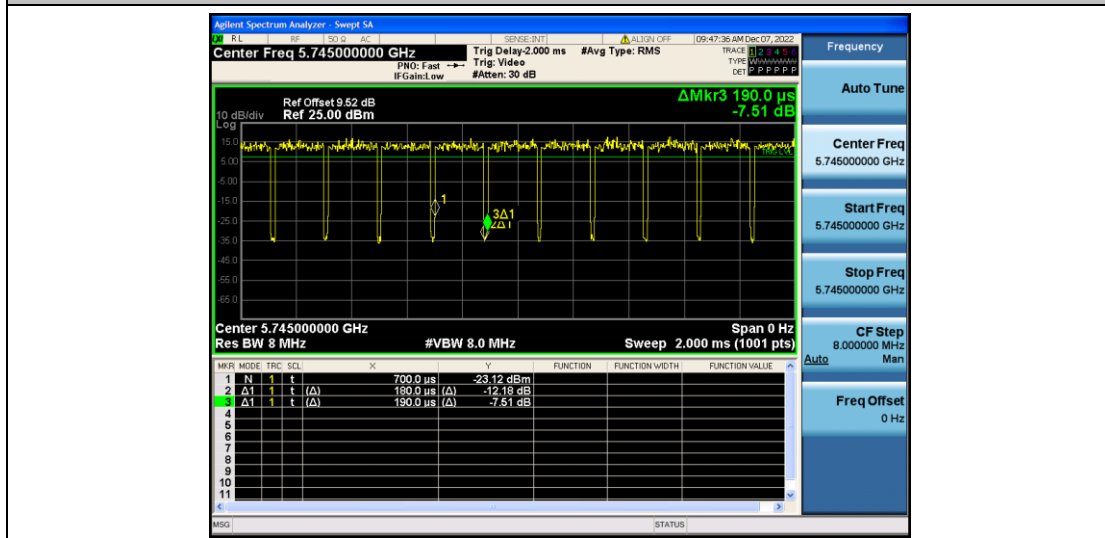 Agilent Spectrum Analyzer - Swept SA
RL RF 50 Ω AC SENSE:INT ALIGN OFF 09:47:36 AM Dec 07, 2022
Center Freq 5.745000000 GHz
PNO: Fast
IFGain:Low
Trig Delay-2.000 ms
Trig: Video
#Atten: 30 dB
#Avg Type: RMS
TRACE 1 2 3 4 5 6
TYPE
DET P P P P P P
ΔMkr3 190.0 µs
-7.51 dB
Ref Offset 9.52 dB
10 dB/div Ref 25.00 dBm
Log
15.0
5.00
-5.00
-15.0
-25.0
-35.0
-45.0
-55.0
-65.0
TRIG LVL
1
3Δ1
2Δ1
Center 5.745000000 GHz Span 0 Hz
Res BW 8 MHz #VBW 8.0 MHz Sweep 2.000 ms (1001 pts)
MKR MODE TRC SCL X Y FUNCTION FUNCTION WIDTH FUNCTION VALUE
1 N 1 t 700.0 µs -23.12 dBm
2 Δ1 1 t (Δ) 180.0 µs (Δ) -12.18 dB
3 Δ1 1 t (Δ) 190.0 µs (Δ) -7.51 dB
4
5
6
7
8
9
10
11
MSG STATUS
Frequency
Auto Tune
Center Freq
5.745000000 GHz
Start Freq
5.745000000 GHz
Stop Freq
5.745000000 GHz
CF Step
8.000000 MHz
Auto Man
Freq Offset
0 Hz